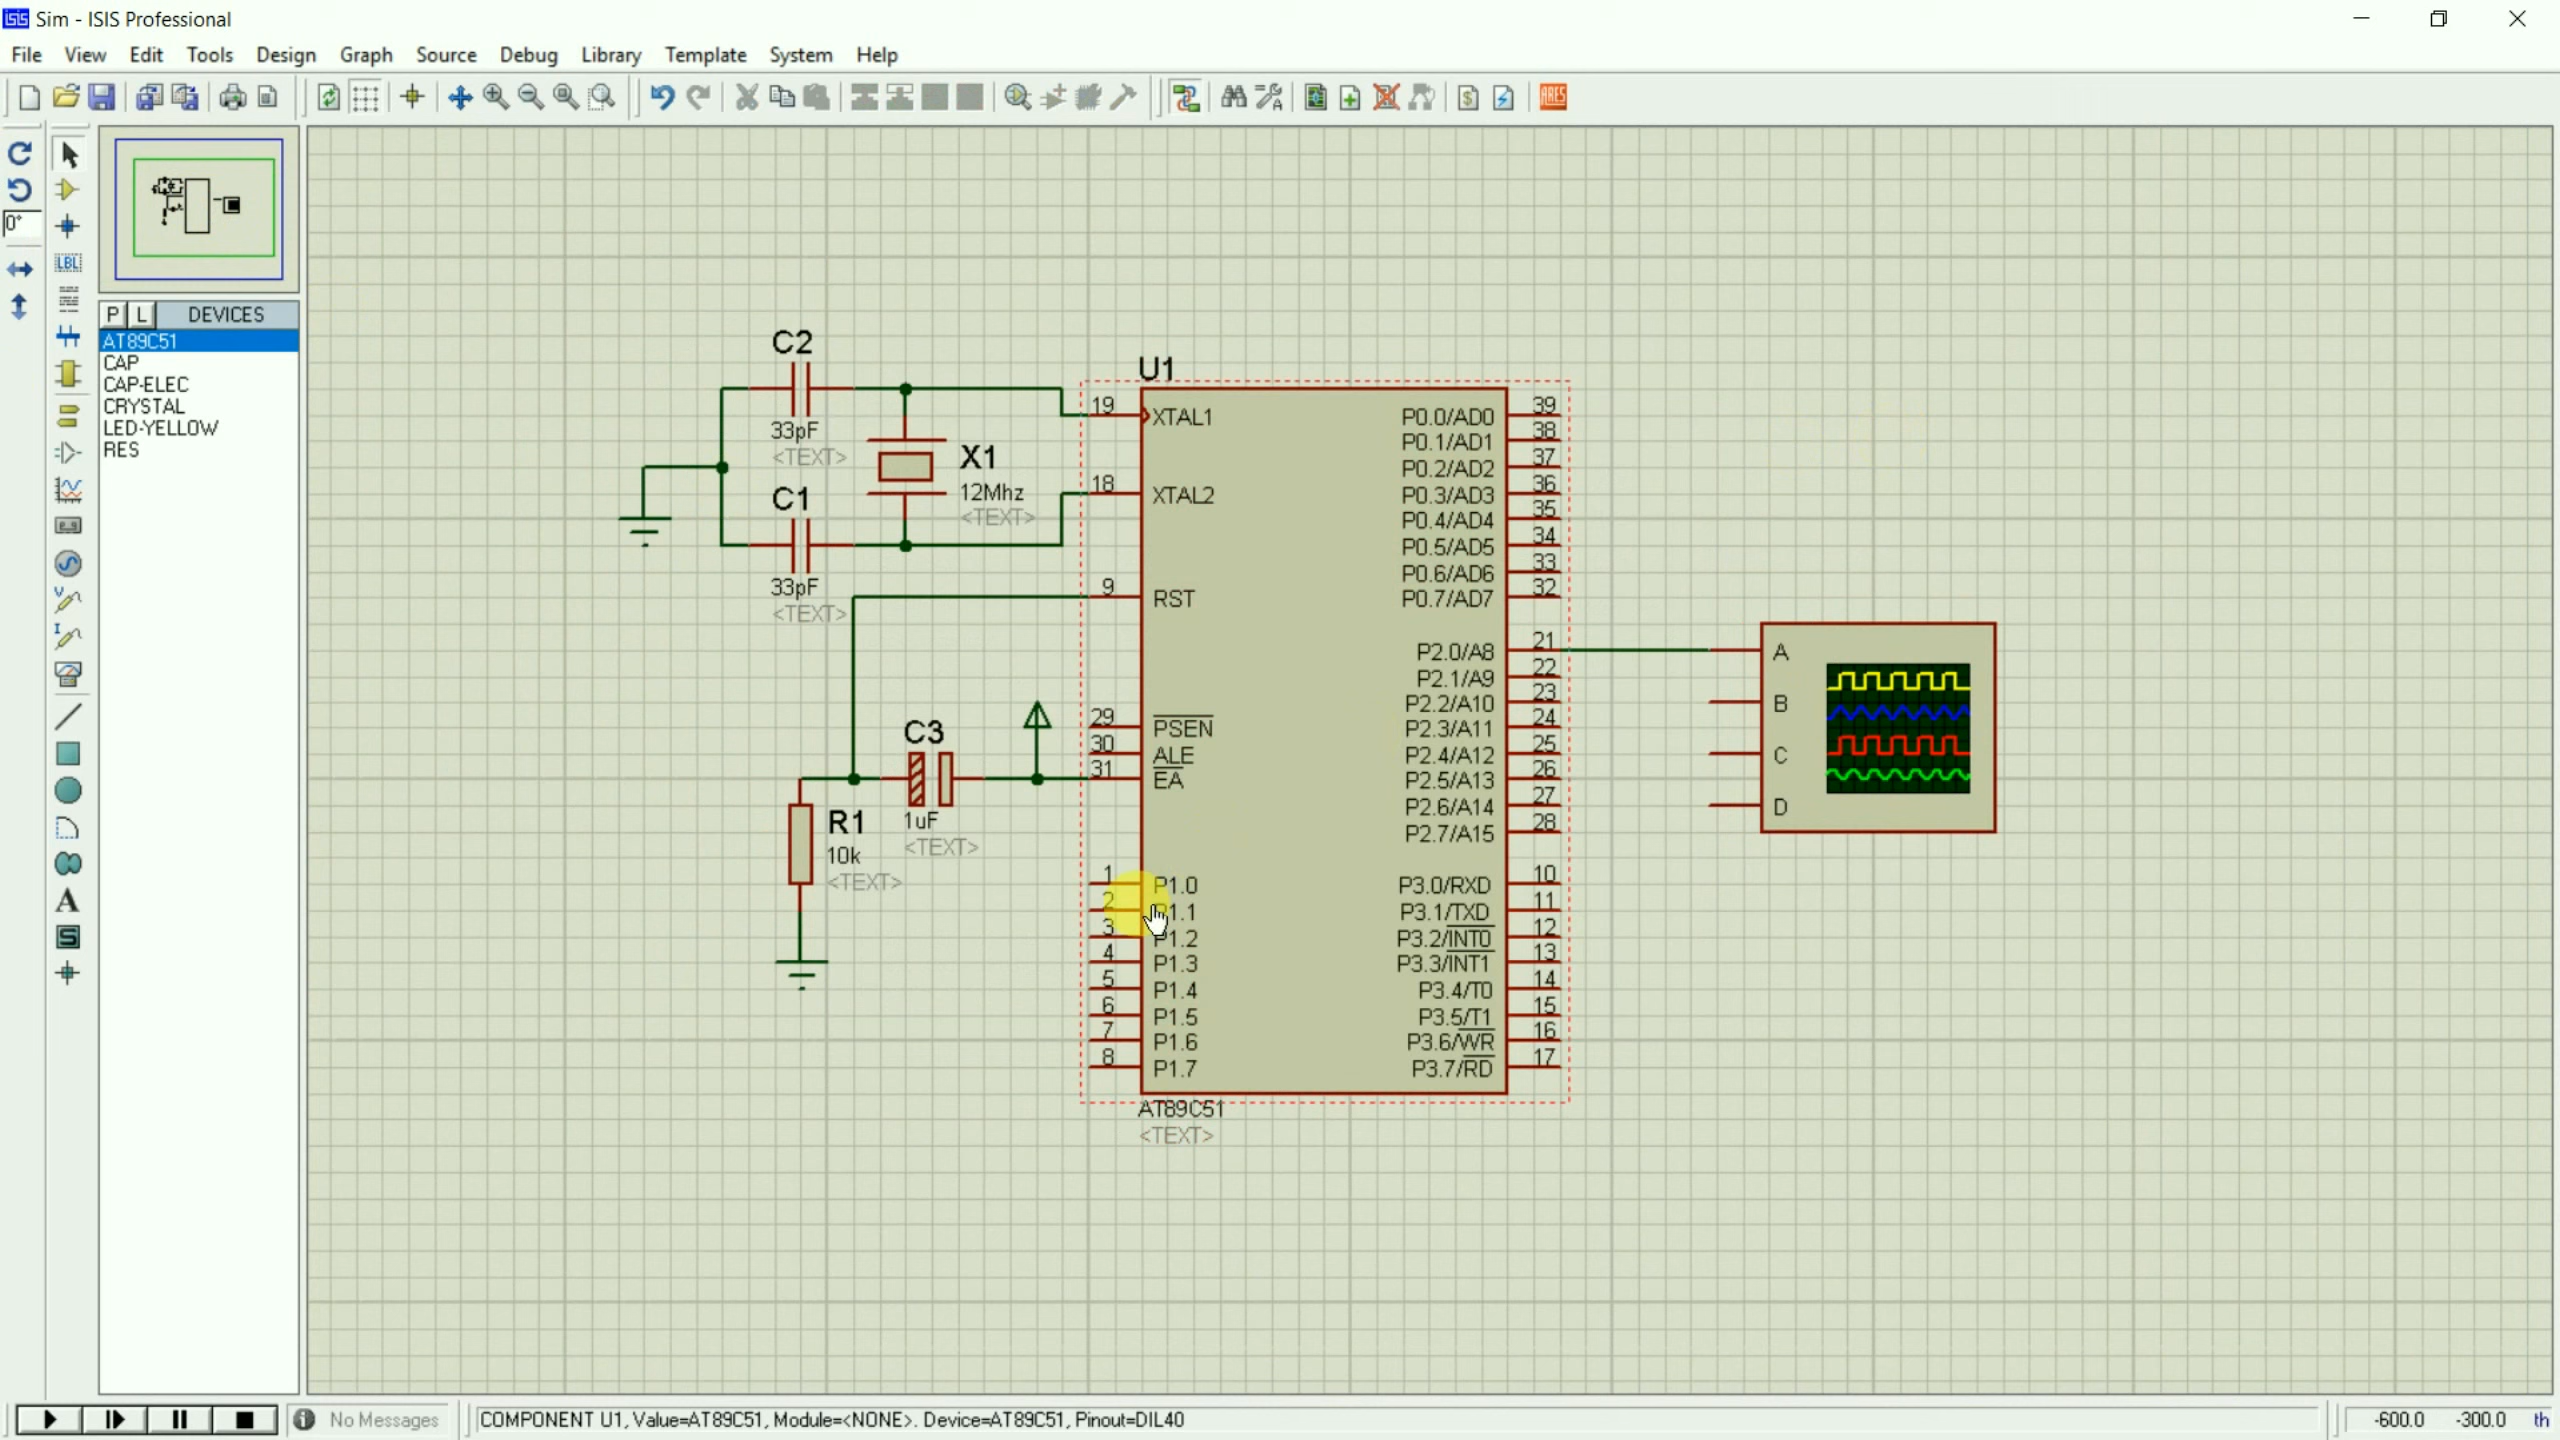 Sim - ISIS Professional
File View Edit Tools Design Graph Source Debug Library Template System Help
LBL
ARES
0°
P L DEVICES
AT89C51
CAP
CAP-ELEC
CRYSTAL
LED-YELLOW
RES
C2
33pF
<TEXT>
C1
33pF
<TEXT>
X1
12Mhz
<TEXT>
C3
1uF
<TEXT>
R1
10k
<TEXT>
U1
19 XTAL1
18 XTAL2
9 RST
29 PSEN
30 ALE
31 EA
1 P1.0
2 P1.1
3 P1.2
4 P1.3
5 P1.4
6 P1.5
7 P1.6
8 P1.7
P0.0/AD0 39
P0.1/AD1 38
P0.2/AD2 37
P0.3/AD3 36
P0.4/AD4 35
P0.5/AD5 34
P0.6/AD6 33
P0.7/AD7 32
P2.0/A8 21
P2.1/A9 22
P2.2/A10 23
P2.3/A11 24
P2.4/A12 25
P2.5/A13 26
P2.6/A14 27
P2.7/A15 28
P3.0/RXD 10
P3.1/TXD 11
P3.2/INT0 12
P3.3/INT1 13
P3.4/T0 14
P3.5/T1 15
P3.6/WR 16
P3.7/RD 17
AT89C51
<TEXT>
A
B
C
D
No Messages
COMPONENT U1, Value=AT89C51, Module=<NONE>. Device=AT89C51, Pinout=DIL40
-600.0 -300.0 th